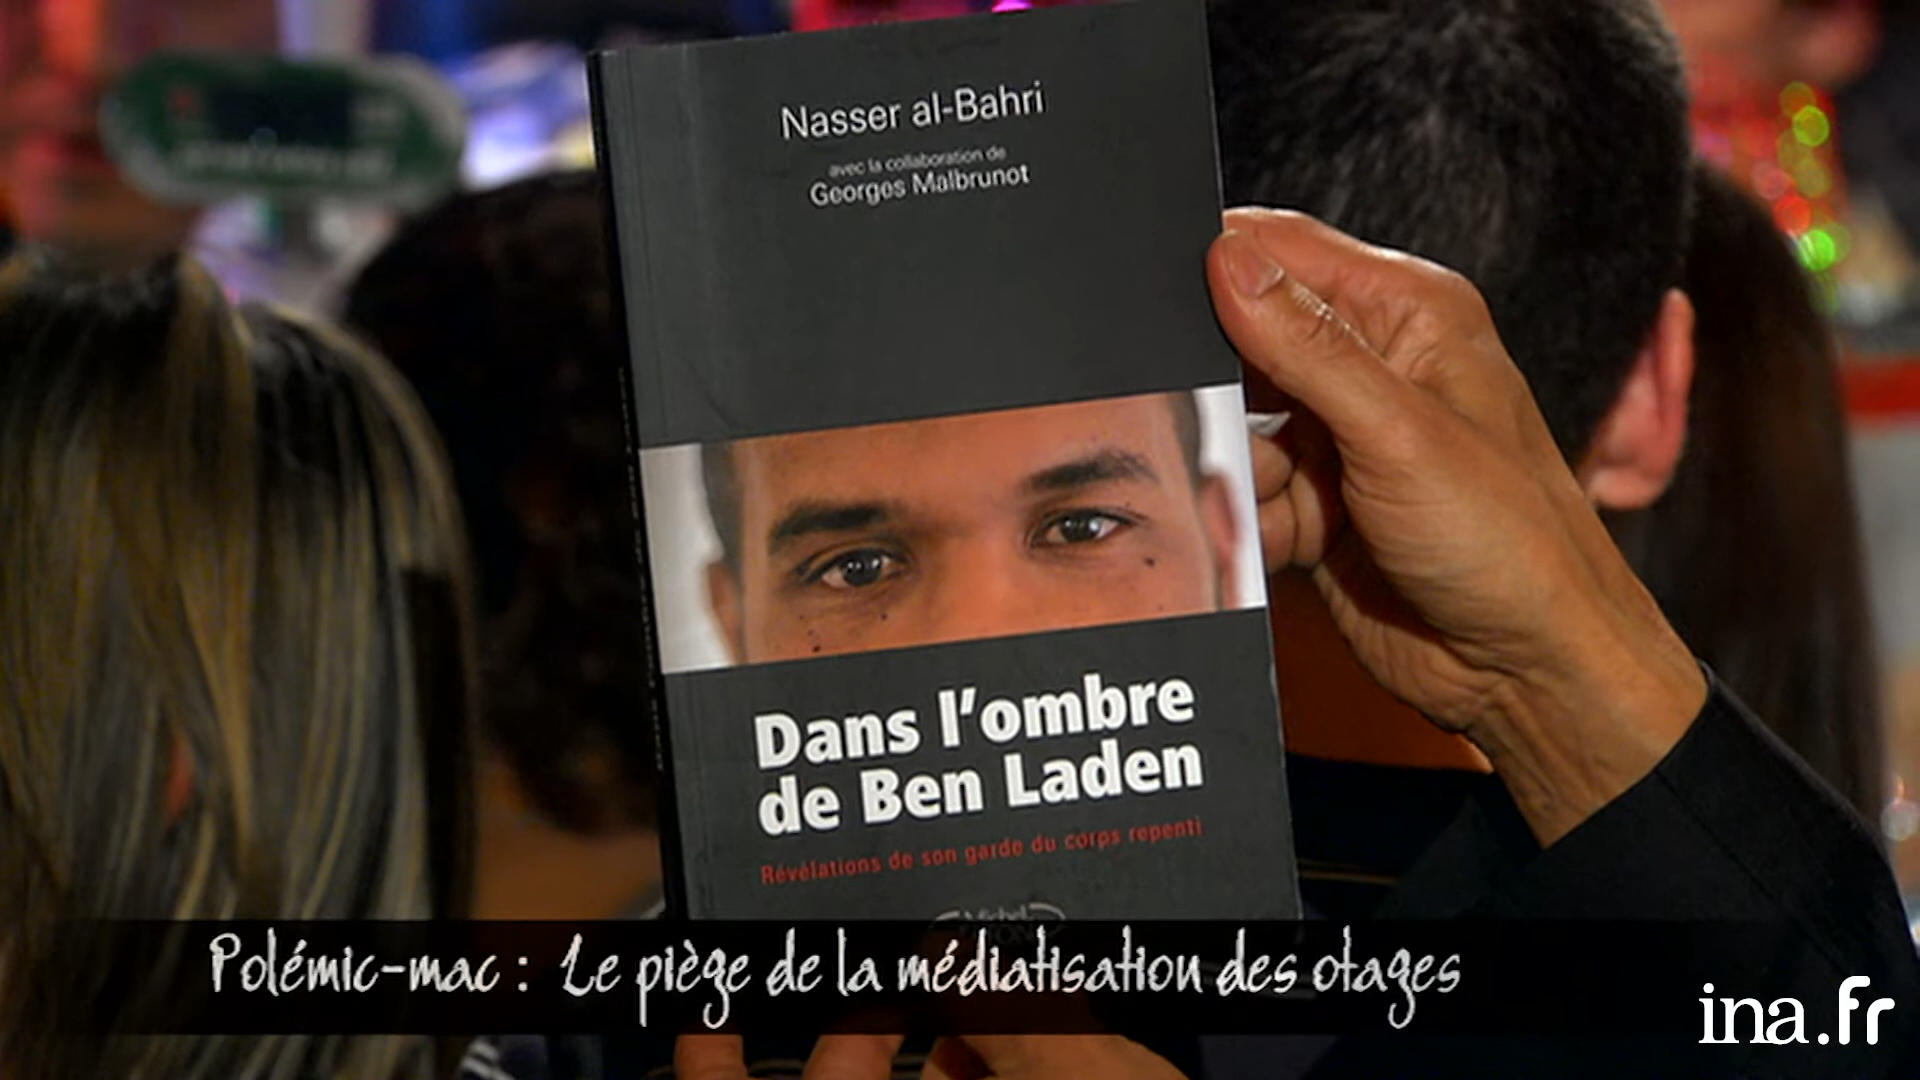 Nasser al-Bahri
avec la collaboration de
Georges Malbrunot
Dans l'ombre
de Ben Laden
Révélations de son garde du corps repenti
Michel
Polémic-mac : Le piège de la médiatisation des otages
ina.fr